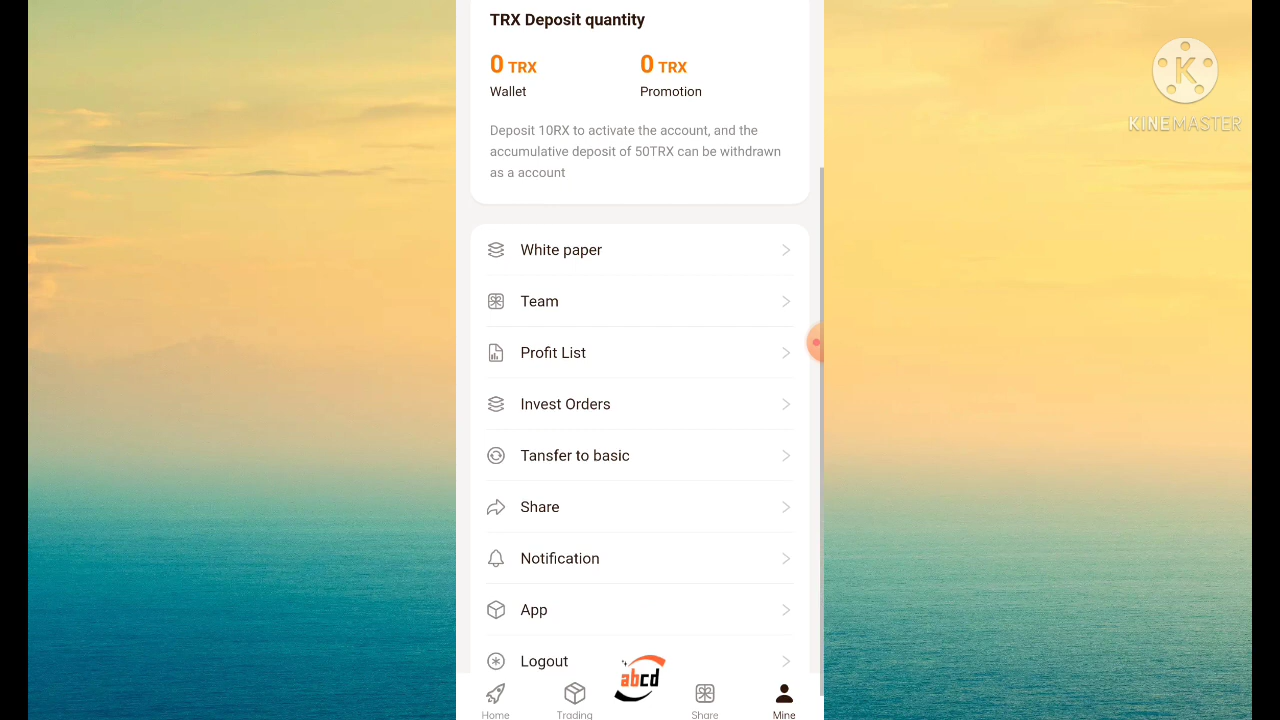 TRX Deposit quantity
0 TRX 0 TRX
Wallet Promotion
Deposit 10RX to activate the account, and the
accumulative deposit of 50TRX can be withdrawn
as a account
White paper
Team
Profit List
Invest Orders
Tansfer to basic
Share
Notification
App
Logout
abcd
Home Trading Share Mine
K
KINEMASTER